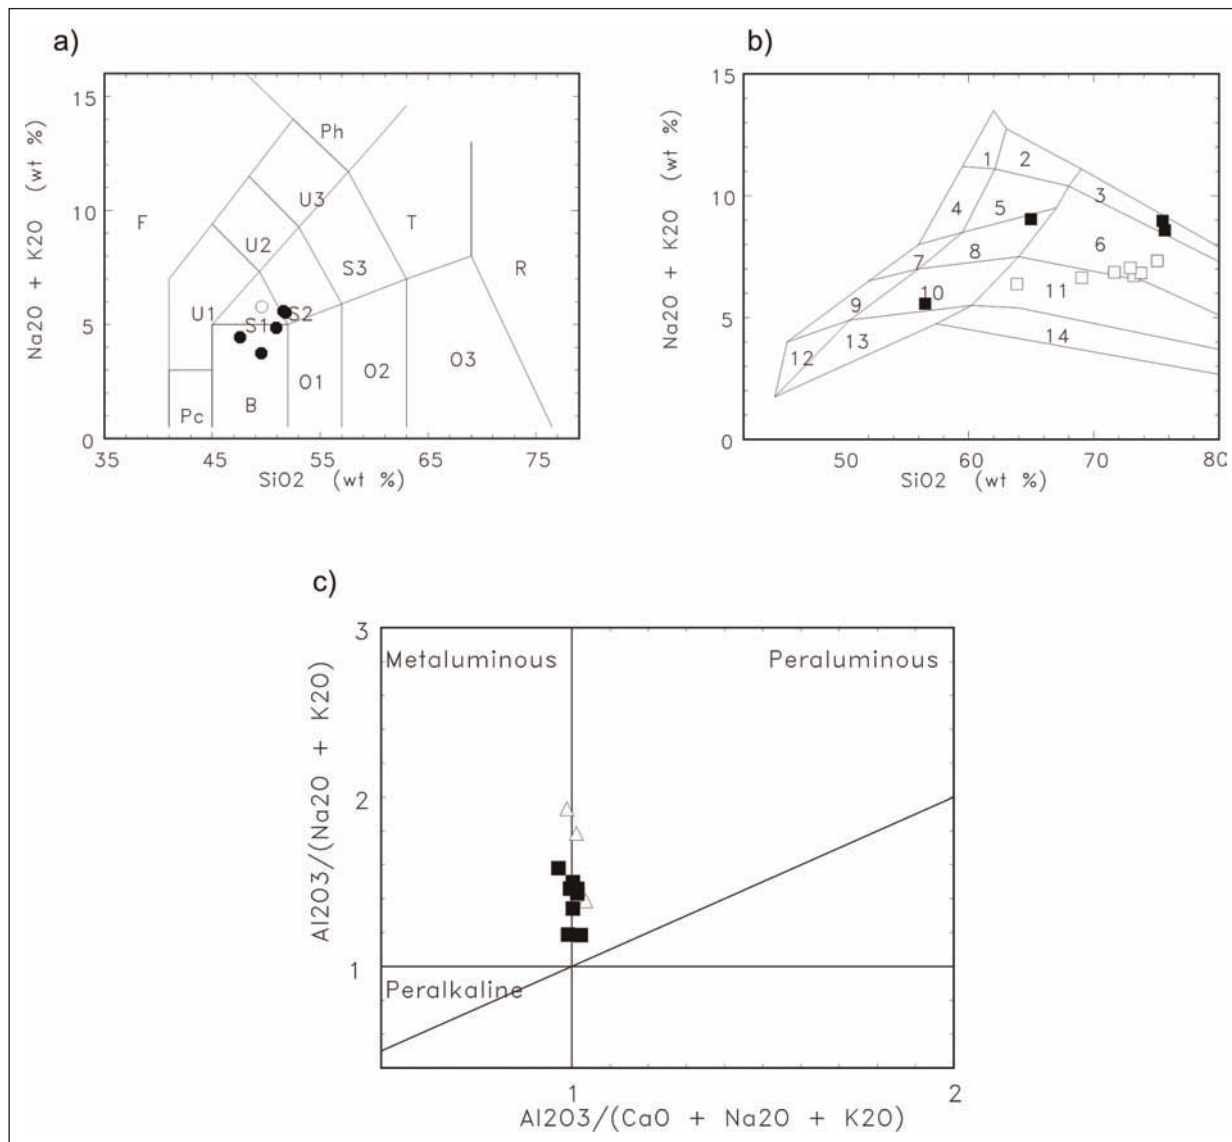 a)
15
10
5
0
Na2O + K2O (wt %)
Ph
U3
F
T
U2
S3
R
U1
S1
S2
O1
O2
O3
B
Pc
35
45
55
65
75
SiO2 (wt %)
b)
15
10
5
0
Na2O + K2O (wt %)
1
2
3
4
5
6
7
8
9
10
11
12
13
14
50
60
70
80
SiO2 (wt %)
c)
3
2
1
Al2O3/(Na2O + K2O)
Metaluminous
Peraluminous
Peralkaline
1
2
Al2O3/(CaO + Na2O + K2O)